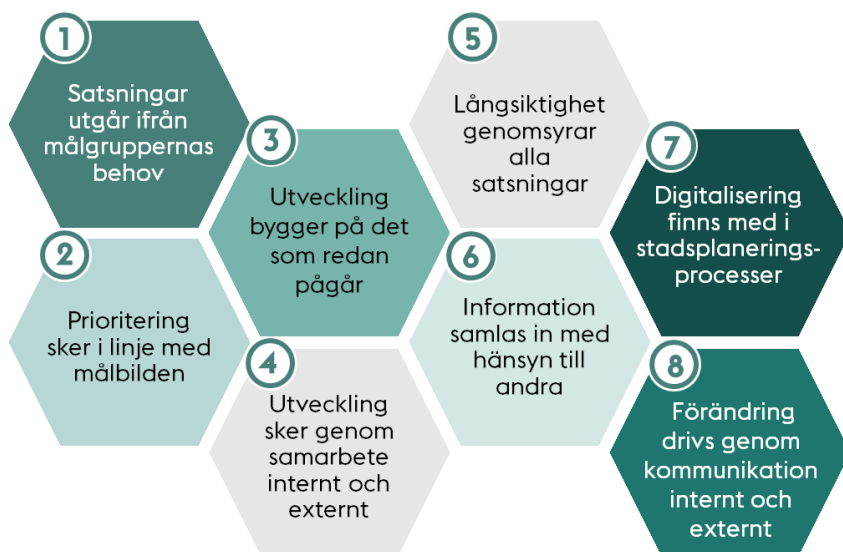 1
Satsningar
utgår ifrån
målgruppernas
behov
2
Prioritering
sker i linje med
målbilden
3
Utveckling
bygger på det
som redan
pågår
4
Utveckling
sker genom
samarbete
internt och
externt
5
Långsiktighet
genomsyrar
alla
satsningar
6
Information
samlas in med
hänsyn till
andra
7
Digitalisering
finns med i
stadsplanerings-
processer
8
Förändring
drivs genom
kommunikation
internt och
externt